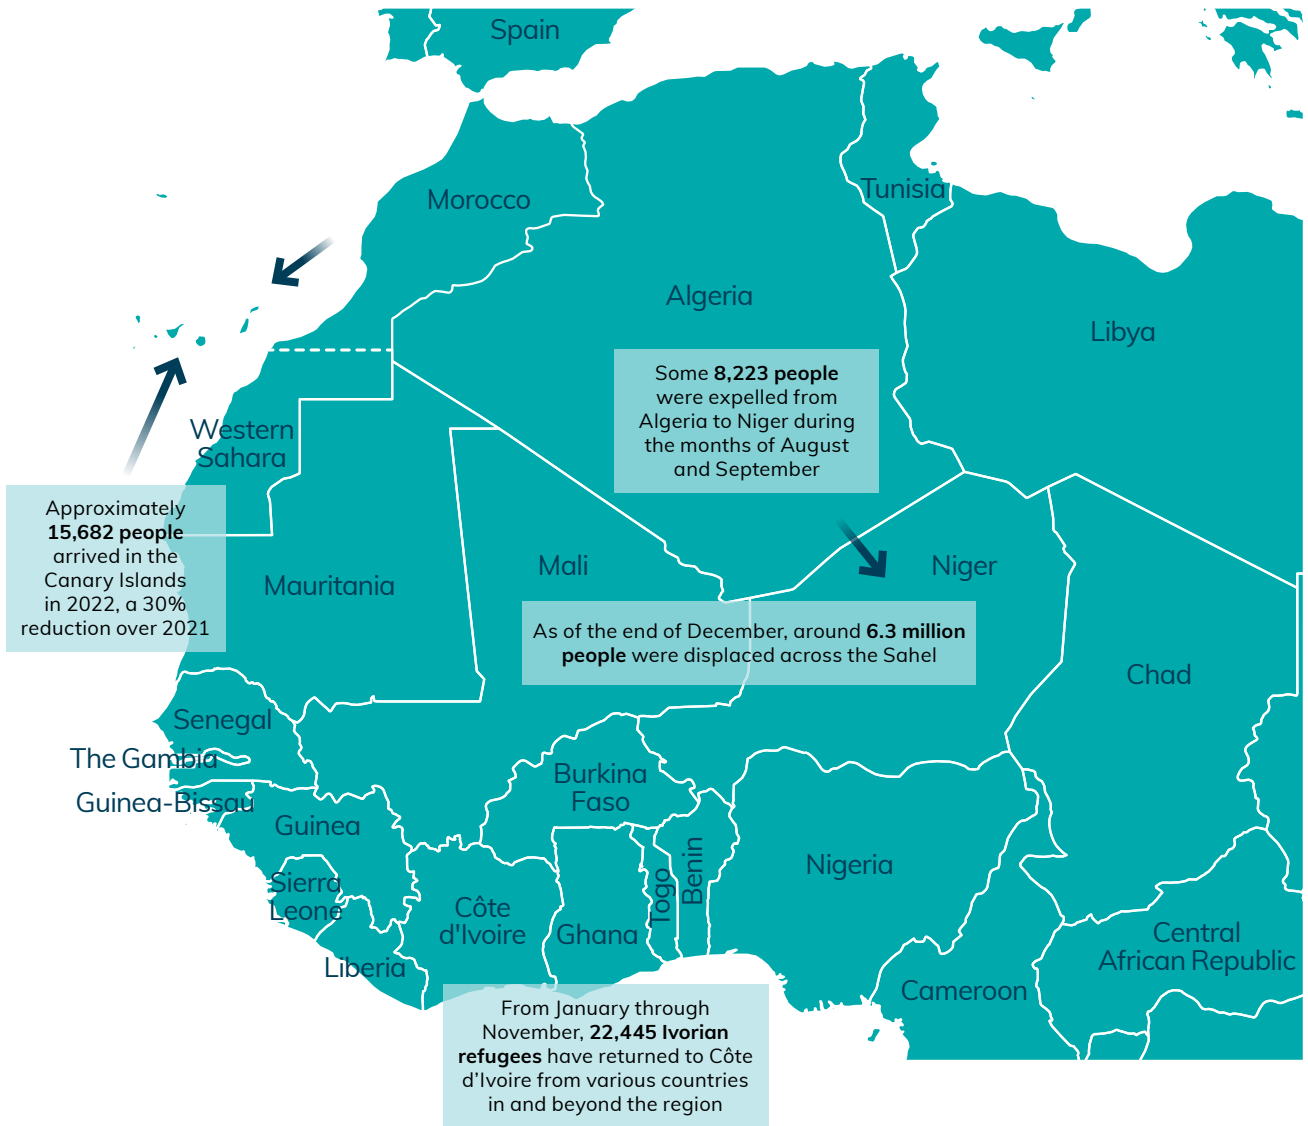 Spain
Morocco
Tunisia
Algeria
Libya
Some 8,223 people
were expelled from
Algeria to Niger during
the months of August
and September
Western
Sahara
Approximately
15,682 people
arrived in the
Canary Islands
in 2022, a 30%
reduction over 2021
Mauritania
Mali
Niger
As of the end of December, around 6.3 million
people were displaced across the Sahel
Chad
Senegal
The Gambia
Guinea-Bissau
Guinea
Burkina
Faso
Sierra
Leone
Liberia
Côte
d'Ivoire
Ghana
Togo
Benin
Nigeria
Central
African Republic
Cameroon
From January through
November, 22,445 Ivorian
refugees have returned to Côte
d’Ivoire from various countries
in and beyond the region